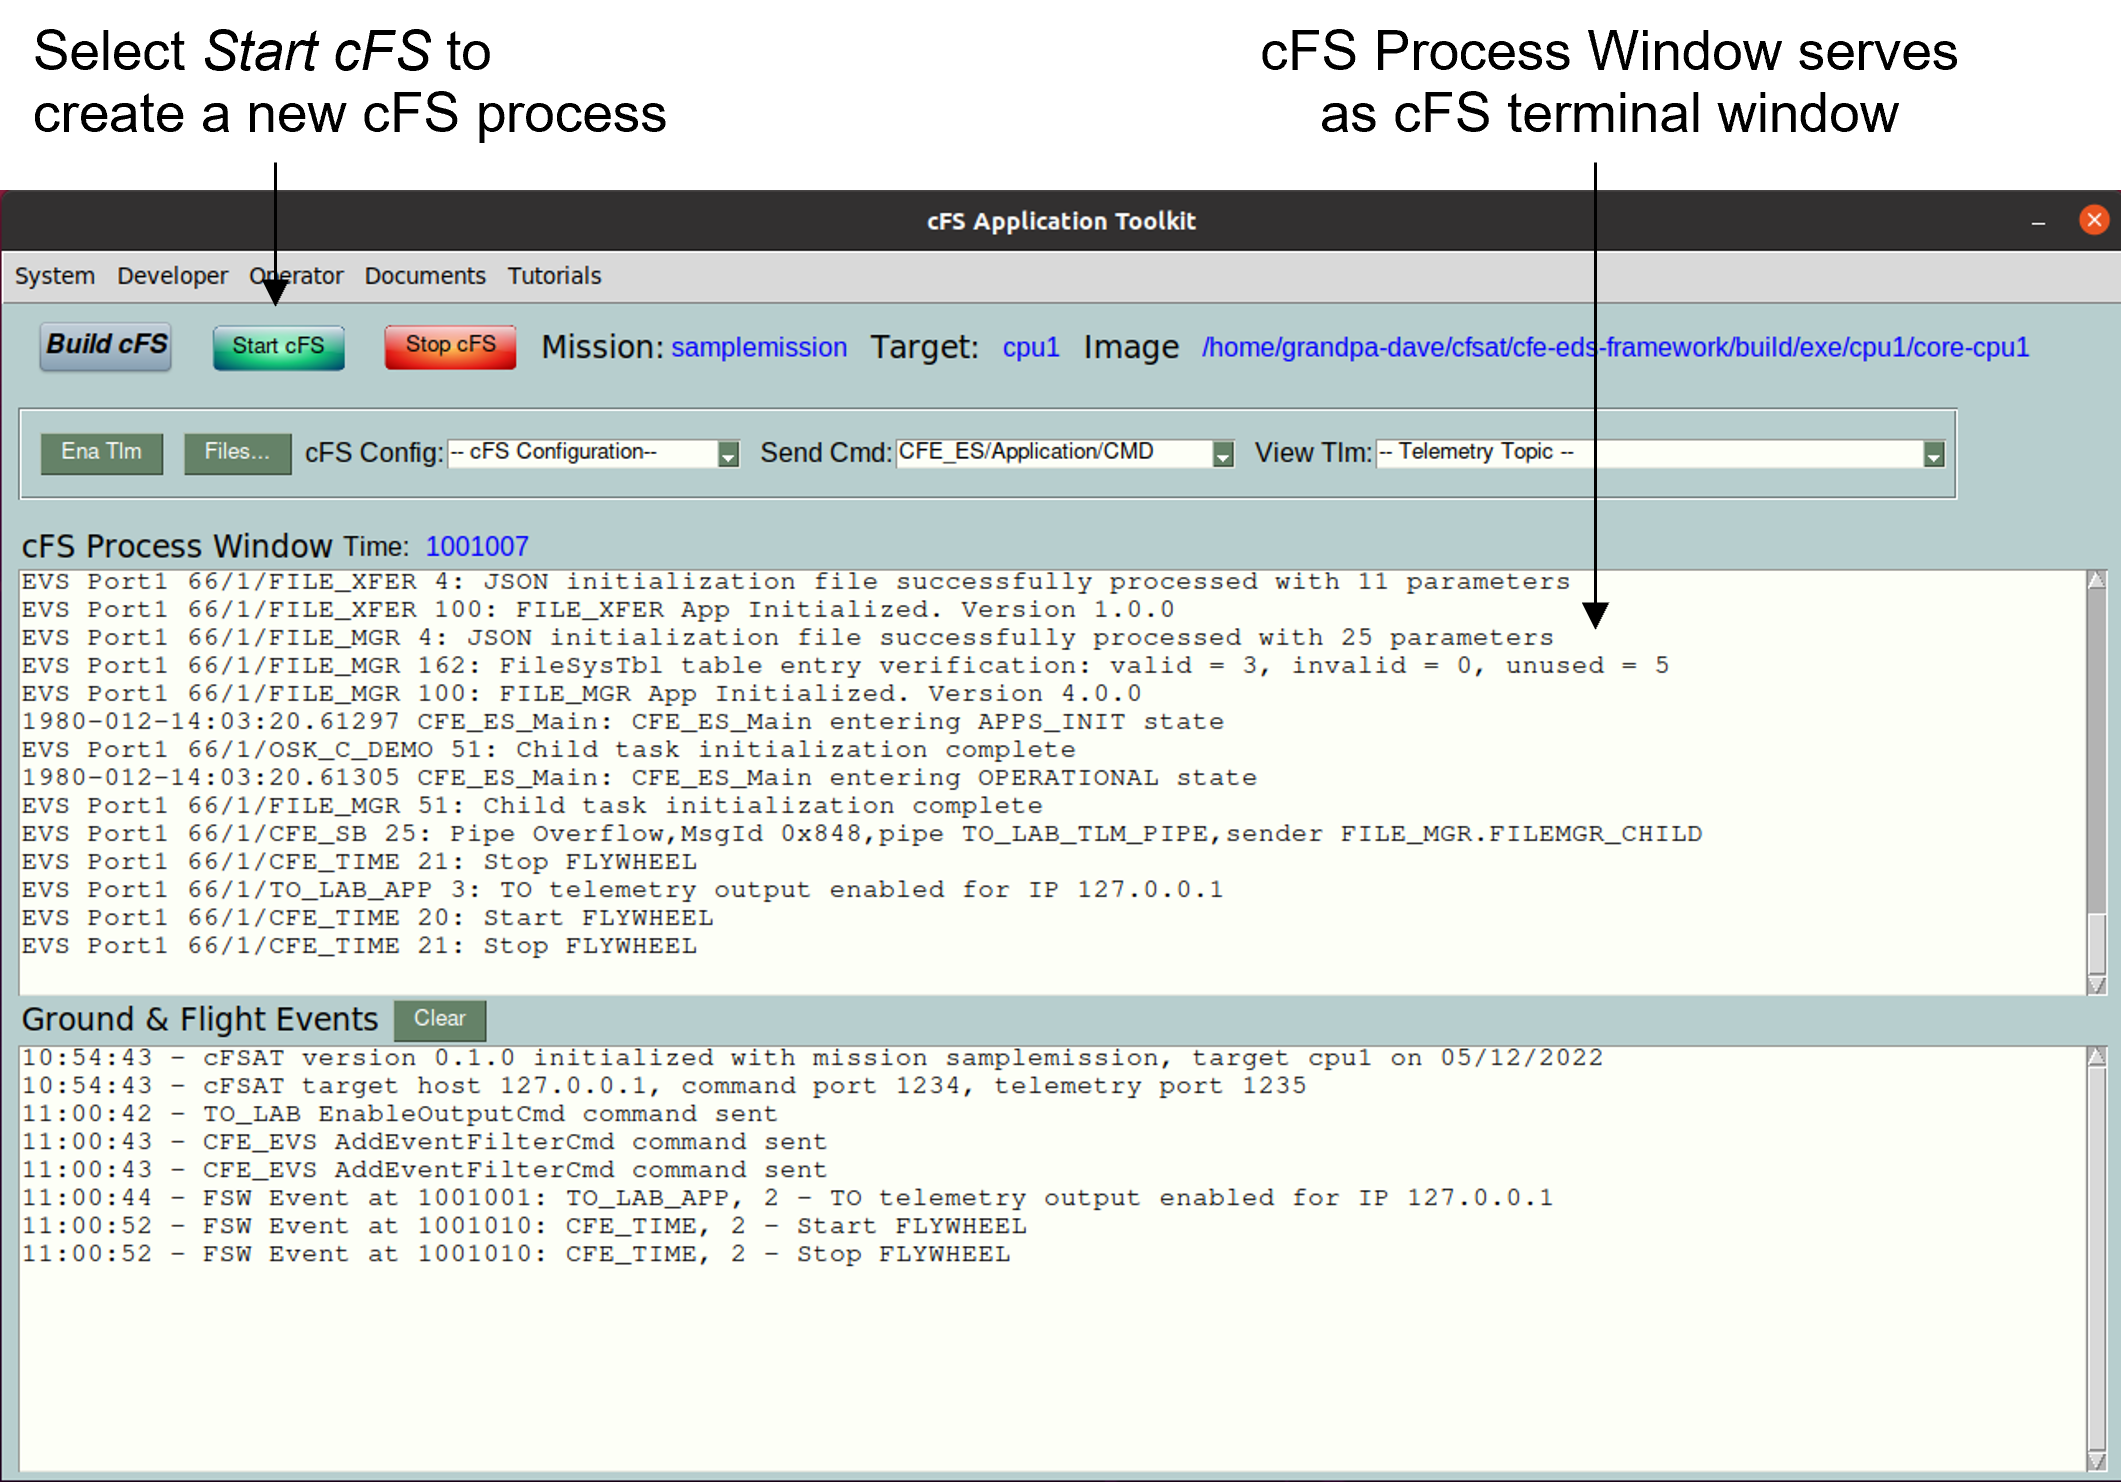 Select Start cFS to
create a new cFS process
cFS Process Window serves
as cFS terminal window
cFS Application Toolkit
System Developer Operator Documents Tutorials
Build cFS Start cFS Stop cFS Mission: samplemission Target: cpu1 Image /home/grandpa-dave/cfsat/cfe-eds-framework/build/exe/cpu1/core-cpu1
Ena Tlm Files... cFS Config: -- cFS Configuration-- Send Cmd: CFE_ES/Application/CMD View Tlm: -- Telemetry Topic --
cFS Process Window Time: 1001007
EVS Port1 66/1/FILE_XFER 4: JSON initialization file successfully processed with 11 parameters
EVS Port1 66/1/FILE_XFER 100: FILE_XFER App Initialized. Version 1.0.0
EVS Port1 66/1/FILE_MGR 4: JSON initialization file successfully processed with 25 parameters
EVS Port1 66/1/FILE_MGR 162: FileSysTbl table entry verification: valid = 3, invalid = 0, unused = 5
EVS Port1 66/1/FILE_MGR 100: FILE_MGR App Initialized. Version 4.0.0
1980-012-14:03:20.61297 CFE_ES_Main: CFE_ES_Main entering APPS_INIT state
EVS Port1 66/1/OSK_C_DEMO 51: Child task initialization complete
1980-012-14:03:20.61305 CFE_ES_Main: CFE_ES_Main entering OPERATIONAL state
EVS Port1 66/1/FILE_MGR 51: Child task initialization complete
EVS Port1 66/1/CFE_SB 25: Pipe Overflow,MsgId 0x848,pipe TO_LAB_TLM_PIPE,sender FILE_MGR.FILEMGR_CHILD
EVS Port1 66/1/CFE_TIME 21: Stop FLYWHEEL
EVS Port1 66/1/TO_LAB_APP 3: TO telemetry output enabled for IP 127.0.0.1
EVS Port1 66/1/CFE_TIME 20: Start FLYWHEEL
EVS Port1 66/1/CFE_TIME 21: Stop FLYWHEEL
Ground & Flight Events Clear
10:54:43 - cFSAT version 0.1.0 initialized with mission samplemission, target cpu1 on 05/12/2022
10:54:43 - cFSAT target host 127.0.0.1, command port 1234, telemetry port 1235
11:00:42 - TO_LAB EnableOutputCmd command sent
11:00:43 - CFE_EVS AddEventFilterCmd command sent
11:00:43 - CFE_EVS AddEventFilterCmd command sent
11:00:44 - FSW Event at 1001001: TO_LAB_APP, 2 - TO telemetry output enabled for IP 127.0.0.1
11:00:52 - FSW Event at 1001010: CFE_TIME, 2 - Start FLYWHEEL
11:00:52 - FSW Event at 1001010: CFE_TIME, 2 - Stop FLYWHEEL